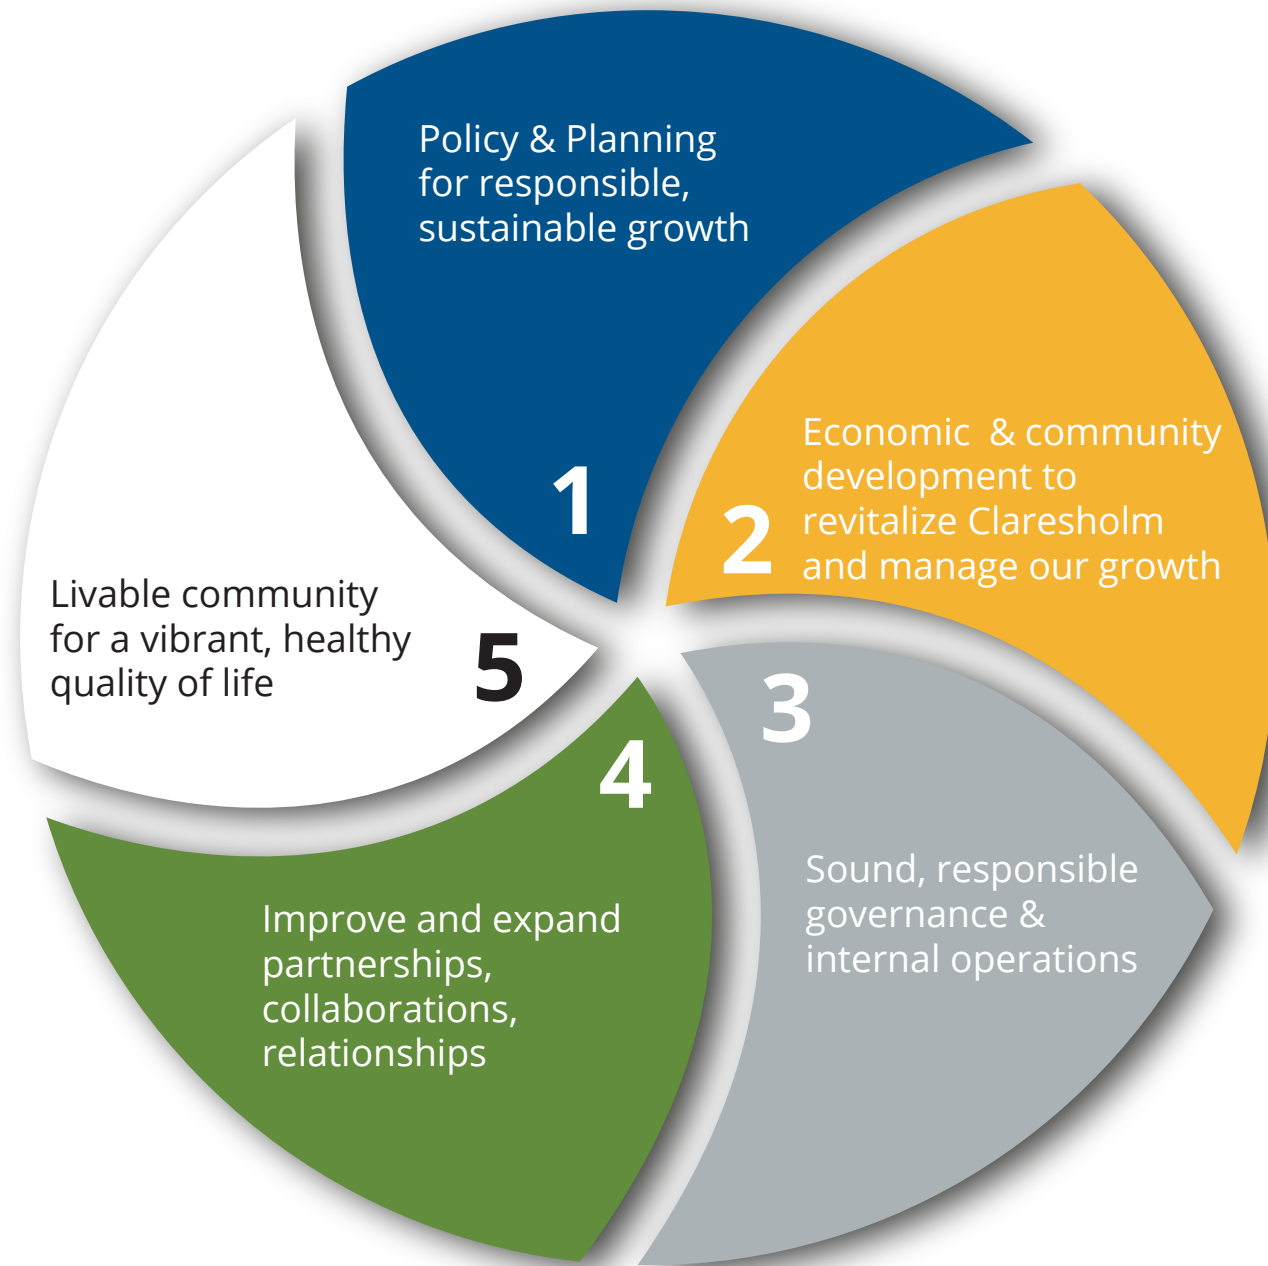 Policy & Planning
for responsible,
sustainable growth
1
Economic & community
development to
revitalize Claresholm
and manage our growth
2
3
Sound, responsible
governance &
internal operations
4
Improve and expand
partnerships,
collaborations,
relationships
Livable community
for a vibrant, healthy
quality of life
5